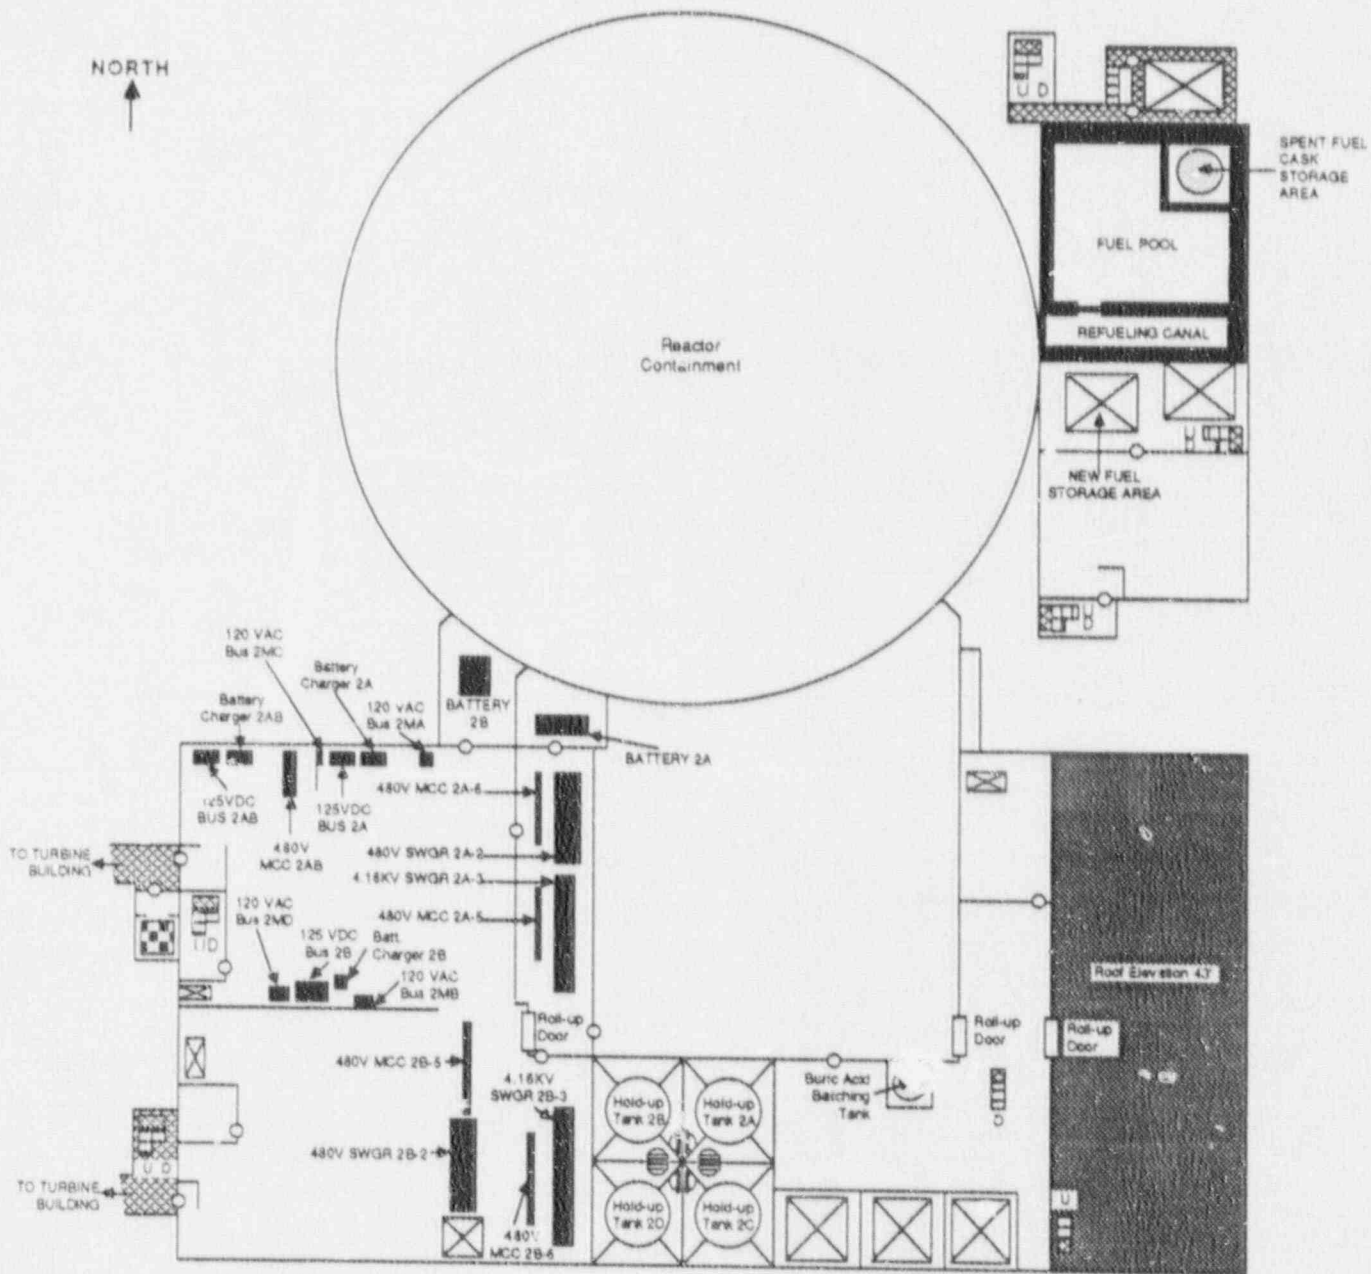 NORTH
U D
SPENT FUEL
CASK
STORAGE
AREA
FUEL POOL
REFUELING CANAL
Reactor
Containment
U
D
NEW FUEL
STORAGE AREA
U
D
120 VAC
Bus 2MC
Battery
Charger 2A
Battery
Charger 2AB
120 VAC
Bus 2MA
BATTERY
2B
BATTERY 2A
125VDC
BUS 2AB
480V
MCC 2AB
125VDC
BUS 2A
480V MCC 2A-6
480V SWGR 2A-2
4.16KV SWGR 2A-3
480V MCC 2A-5
TO TURBINE
BUILDING
120 VAC
Bus 2MD
125 VDC
Bus 2B
Batt.
Charger 2B
120 VAC
Bus 2MB
U D
Roof Elevation 43'
Roll-up
Door
Roll-up
Door
Roll-up
Door
480V MCC 2B-5
4.16KV
SWGR 2B-3
Hold-up
Tank 2B
Hold-up
Tank 2A
Boric Acid
Batching
Tank
D
480V SWGR 2B-2
U D
TO TURBINE
BUILDING
Hold-up
Tank 2D
Hold-up
Tank 2C
480V
MCC 2B-6
U